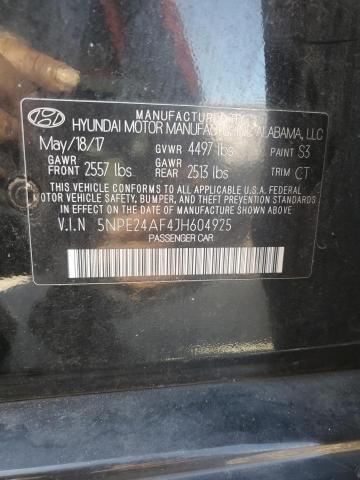 MANUFACTURED BY
HYUNDAI MOTOR MANUFACTURING ALABAMA, LLC
May/18/17 GVWR 4497 lbs PAINT S3
GAWR FRONT 2557 lbs GAWR REAR 2513 lbs TRIM CT
THIS VEHICLE CONFORMS TO ALL APPLICABLE U.S. FEDERAL
MOTOR VEHICLE SAFETY, BUMPER, AND THEFT PREVENTION
STANDARDS IN EFFECT ON THE DATE OF MANUFACTURE SHOWN ABOVE.
V.I.N 5NPE24AF4JH604925
PASSENGER CAR